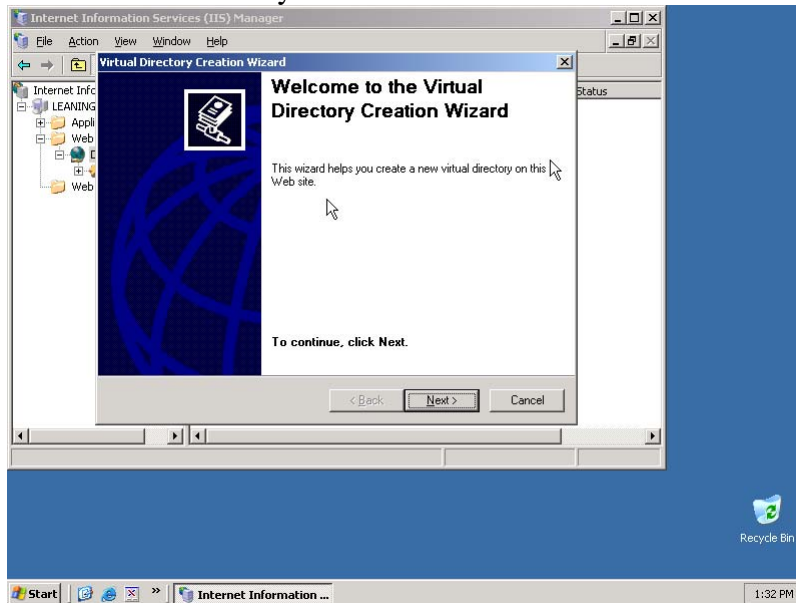 Internet Information Services (IIS) Manager
File Action View Window Help
Virtual Directory Creation Wizard
Internet Infc
Status
LEANING
Appli
Web
D
Web
Welcome to the Virtual
Directory Creation Wizard
This wizard helps you create a new virtual directory on this
Web site.
To continue, click Next.
< Back Next > Cancel
Recycle Bin
Start » Internet Information ... 1:32 PM